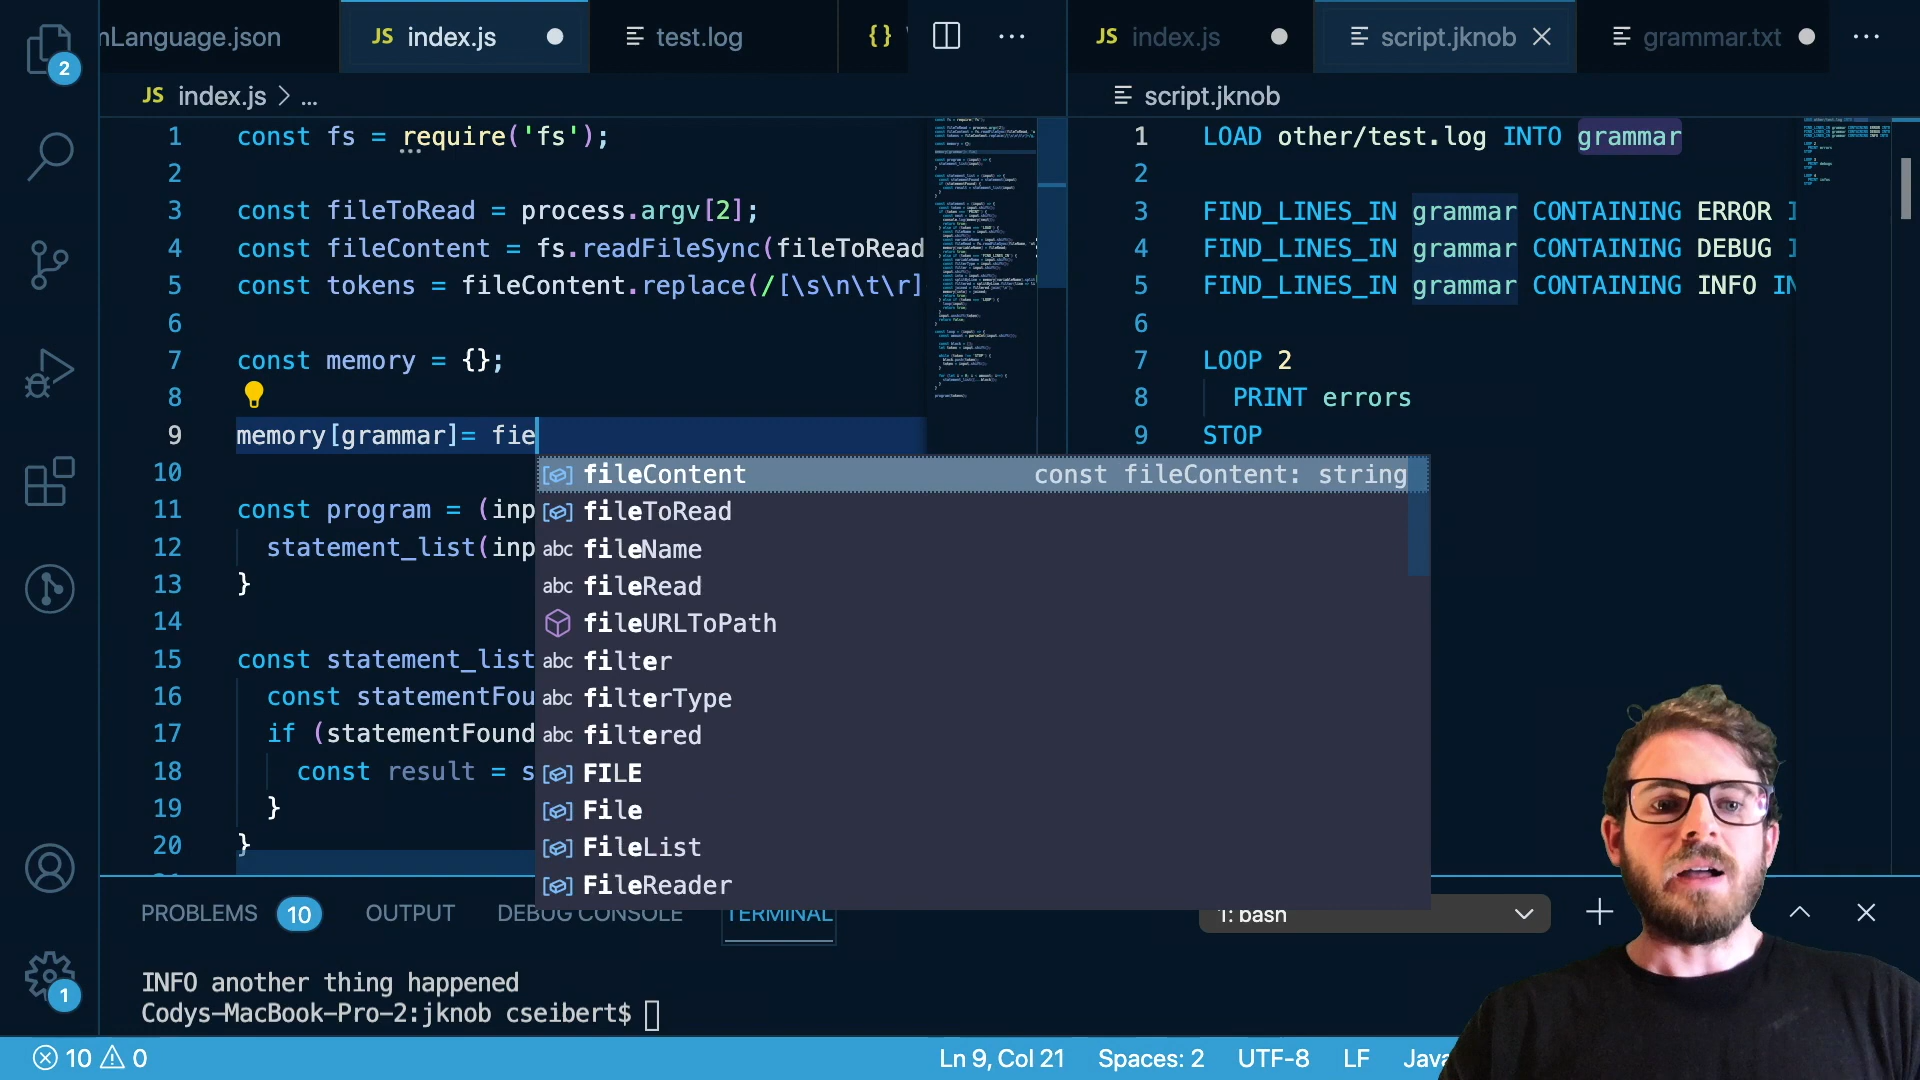 2
nLanguage.json
JS index.js
test.log
{}
JS index.js
script.jknob
grammar.txt
JS index.js > ...
script.jknob
1 const fs = require('fs');
2
3 const fileToRead = process.argv[2];
4 const fileContent = fs.readFileSync(fileToRead
5 const tokens = fileContent.replace(/[\s\n\t\r]
6
7 const memory = {};
8
9 memory[grammar]= fie
10
11 const program = (inp
12 statement_list(inp
13 }
14
15 const statement_list
16 const statementFou
17 if (statementFound
18 const result = s
19 }
20 }
1 LOAD other/test.log INTO grammar
2
3 FIND_LINES_IN grammar CONTAINING ERROR I
4 FIND_LINES_IN grammar CONTAINING DEBUG I
5 FIND_LINES_IN grammar CONTAINING INFO IN
6
7 LOOP 2
8 PRINT errors
9 STOP
fileContent const fileContent: string
fileToRead
abc fileName
abc fileRead
fileURLToPath
abc filter
abc filterType
abc filtered
FILE
File
FileList
FileReader
PROBLEMS 10 OUTPUT DEBUG CONSOLE TERMINAL 1: bash
INFO another thing happened
Codys-MacBook-Pro-2:jknob cseibert$
1
10 0 Ln 9, Col 21 Spaces: 2 UTF-8 LF Java